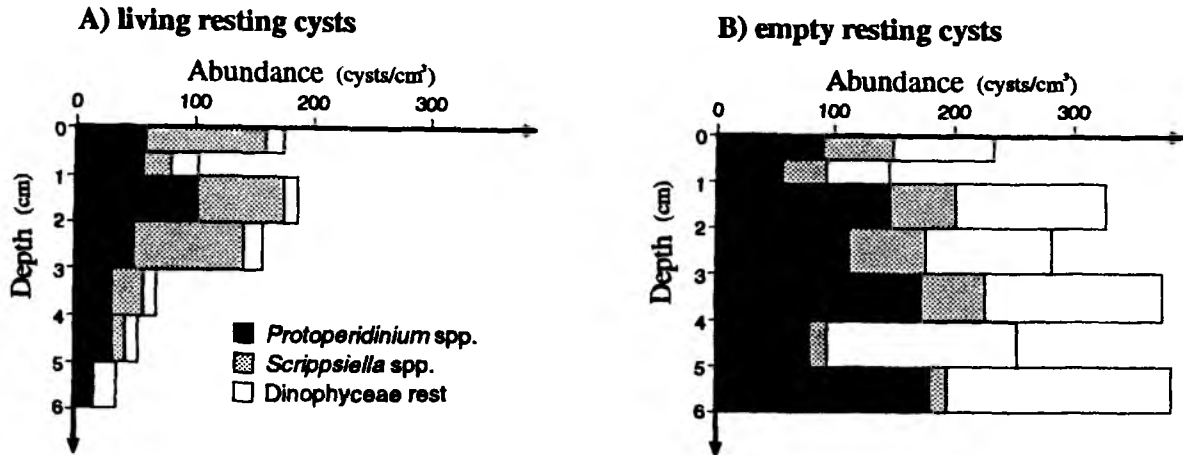 A) living resting cysts
Abundance (cysts/cm³)
0 100 200 300
0
1
2
3
4
5
6
Depth (cm)
Protoperidinium spp.
Scrippsiella spp.
Dinophyceae rest
B) empty resting cysts
Abundance (cysts/cm³)
0 100 200 300
0
1
2
3
4
5
6
Depth (cm)